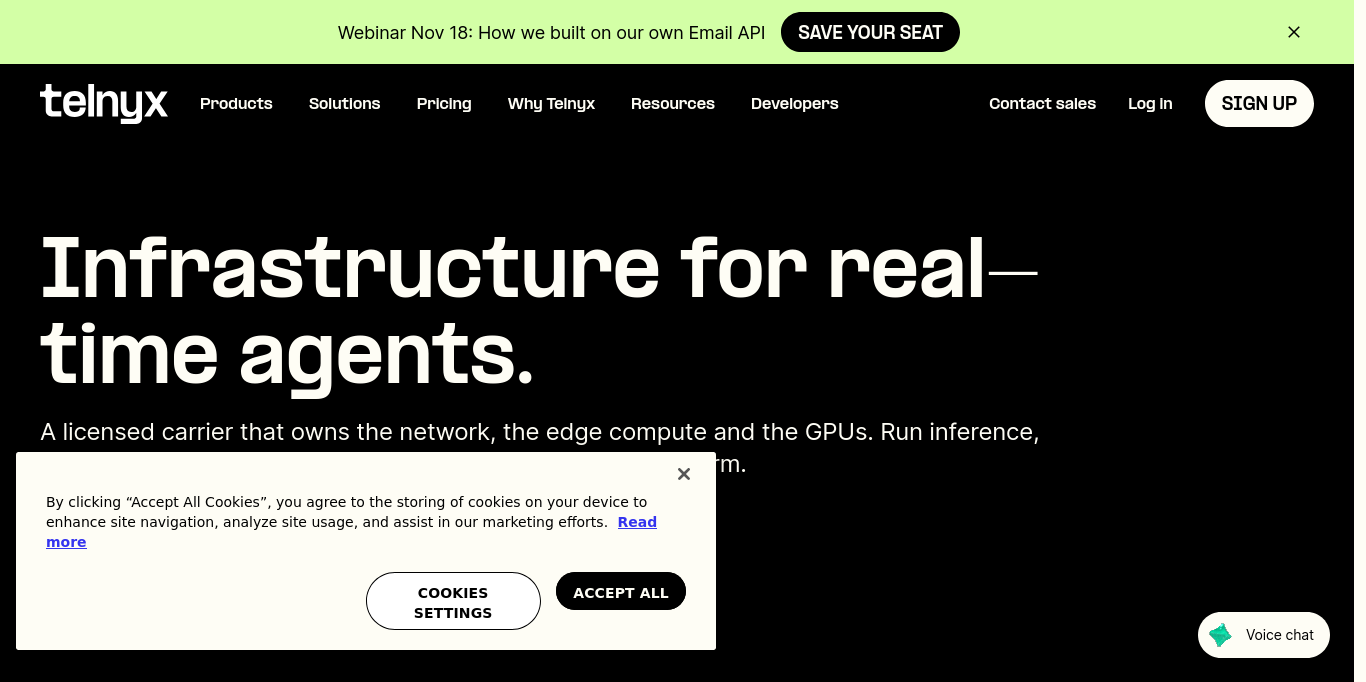 Webinar Nov 18: How we built on our own Email API
SAVE YOUR SEAT
telnyx
Products
Solutions
Pricing
Why Telnyx
Resources
Developers
Contact sales
Log in
SIGN UP
Infrastructure for real-
time agents.
A licensed carrier that owns the network, the edge compute and the GPUs. Run inference,
By clicking “Accept All Cookies”, you agree to the storing of cookies on your device to
enhance site navigation, analyze site usage, and assist in our marketing efforts. Read
more
COOKIES
SETTINGS
ACCEPT ALL
Voice chat